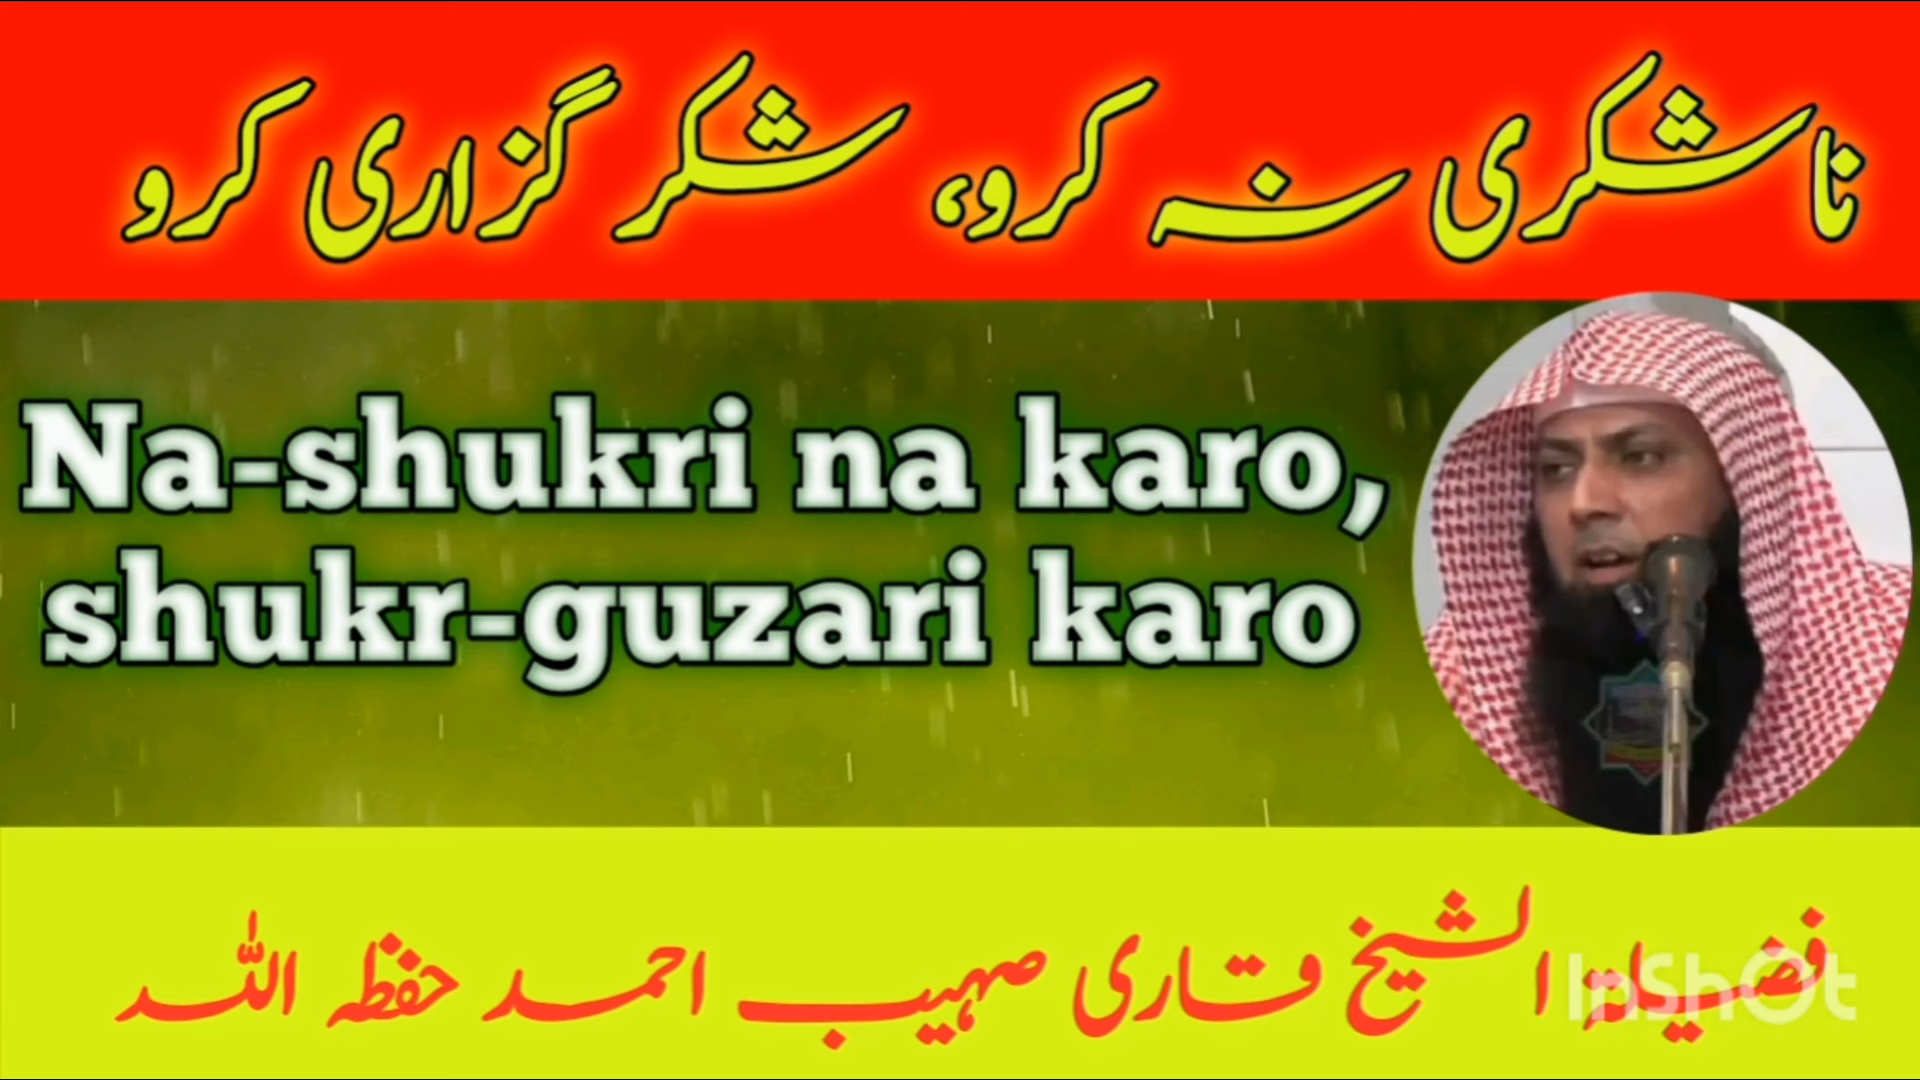 ناشکری نہ کرو، شکر گزاری کرو
Na-shukri na karo,
shukr-guzari karo
فضیلۃ الشیخ قاری صہیب احمد حفظہ اللہ
InShOt